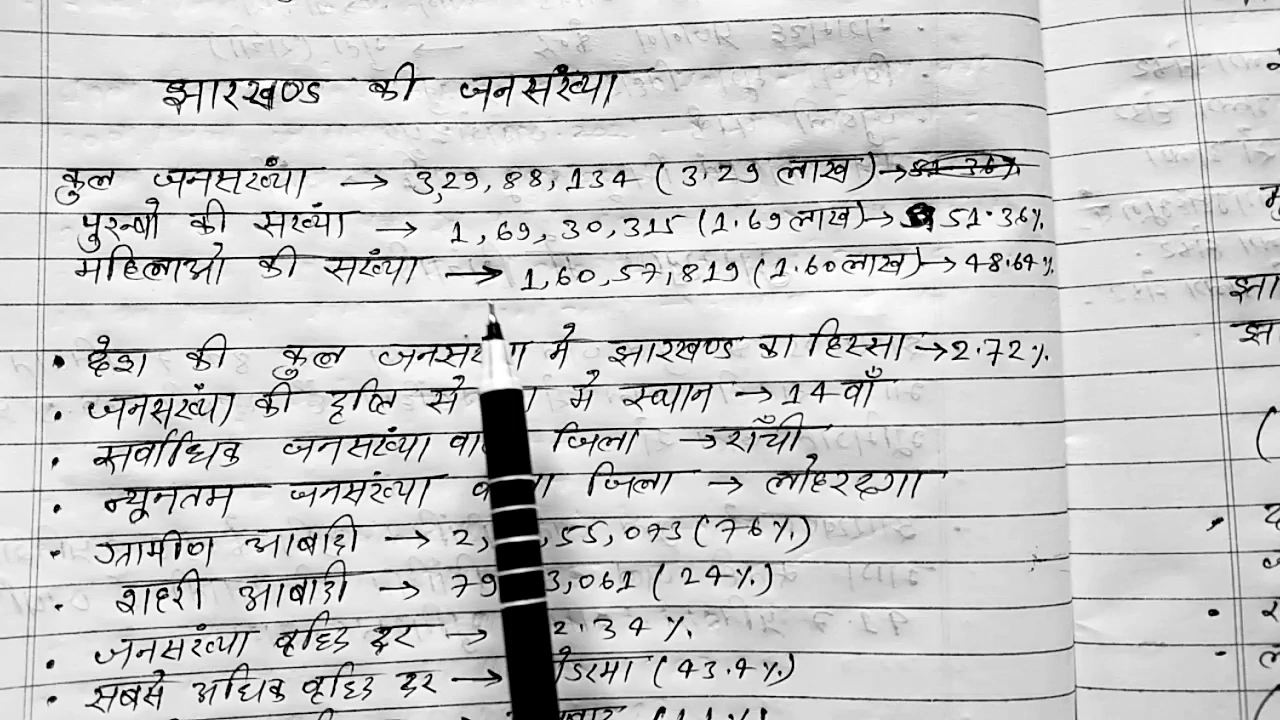 झारखण्ड की जनसंख्या
कुल जनसंख्या → 3,29,88,134 (3.29 लाख) →
पुरूषो की संख्या → 1,69,30,315 (1.69 लाख) → 51.36%
महिलाओ की संख्या → 1,60,57,819 (1.60 लाख) → 48.64%
• देश की कुल जनसंख्या मे झारखण्ड का हिस्सा → 2.72%
• जनसंख्या की दृष्टि से मे स्थान → 14 वाँ
• सर्वाधिक जनसंख्या जिला → राँची
• न्यूनतम जनसंख्या जिला → लोहरदगा
• ग्रामीण आबादी → 2, ,55,073 (76%)
• शहरी आबादी → 79 3,061 (24%)
• जनसंख्या वृद्धि दर → 2.34%
• सबसे अधिक वृद्धि दर → (43.4%)